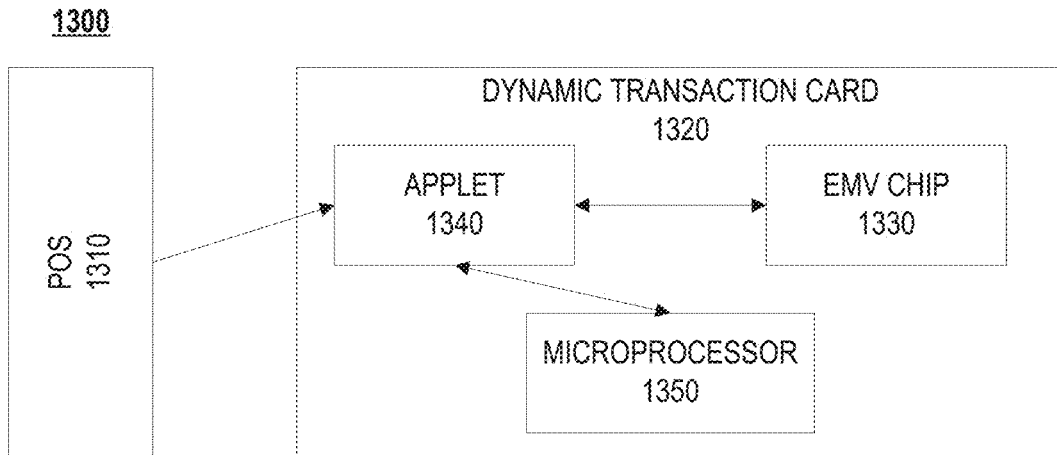 1300
DYNAMIC TRANSACTION CARD
1320
APPLET
1340
EMV CHIP
1330
POS
1310
MICROPROCESSOR
1350